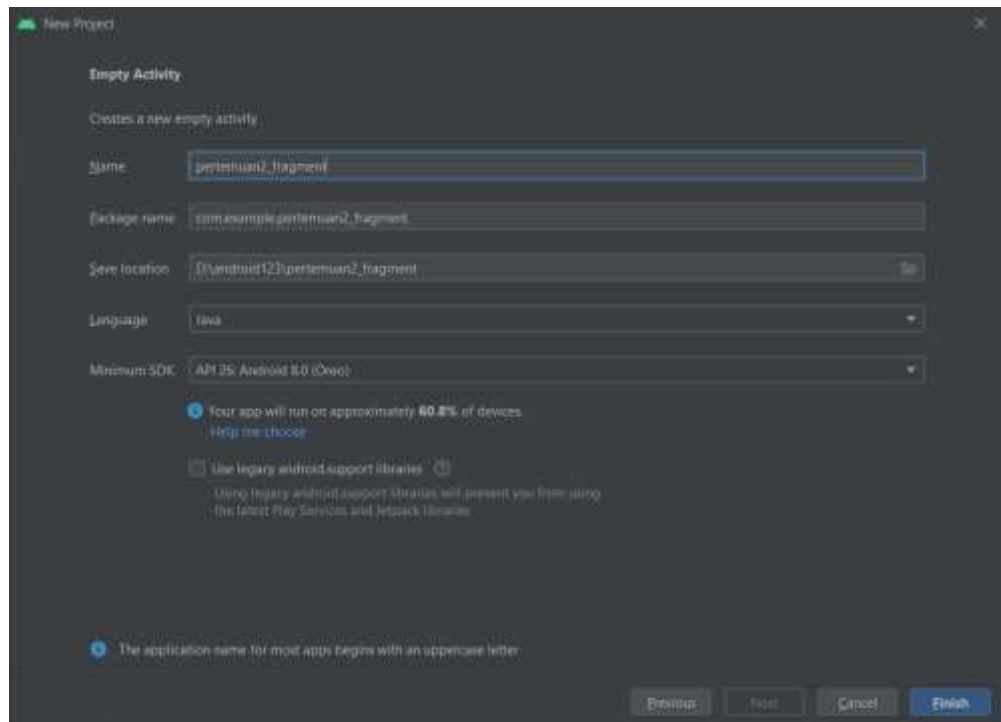 New Project
Empty Activity
Creates a new empty activity
Name
pertemuan2_fragment
Package name
com.example.pertemuan2_fragment
Save location
D:\android123\pertemuan2_fragment
Language
Java
Minimum SDK
API 26: Android 8.0 (Oreo)
Your app will run on approximately 60.8% of devices.
Help me choose
Use legacy android.support libraries
Using legacy android.support libraries will prevent you from using
the latest Play Services and Jetpack libraries
The application name for most apps begins with an uppercase letter
Previous
Next
Cancel
Finish